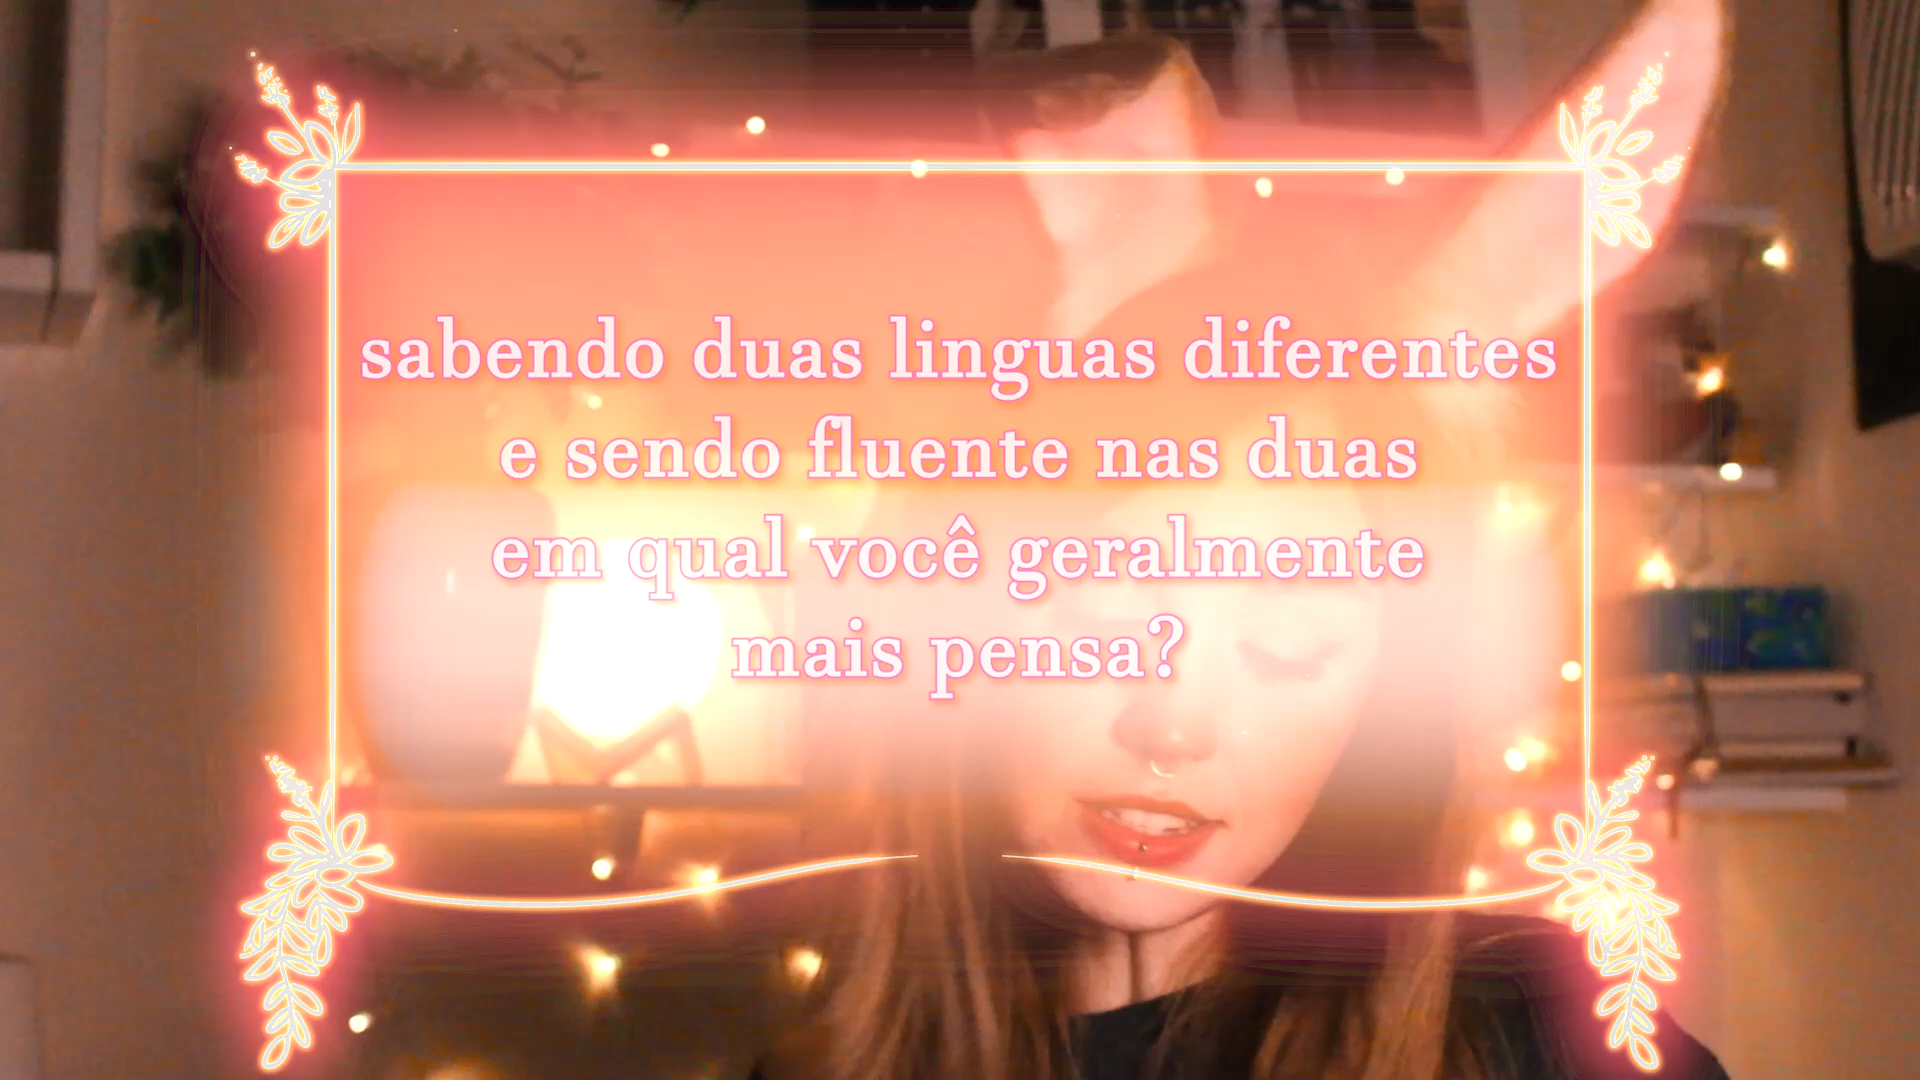 sabendo duas linguas diferentes
e sendo fluente nas duas
em qual você geralmente
mais pensa?